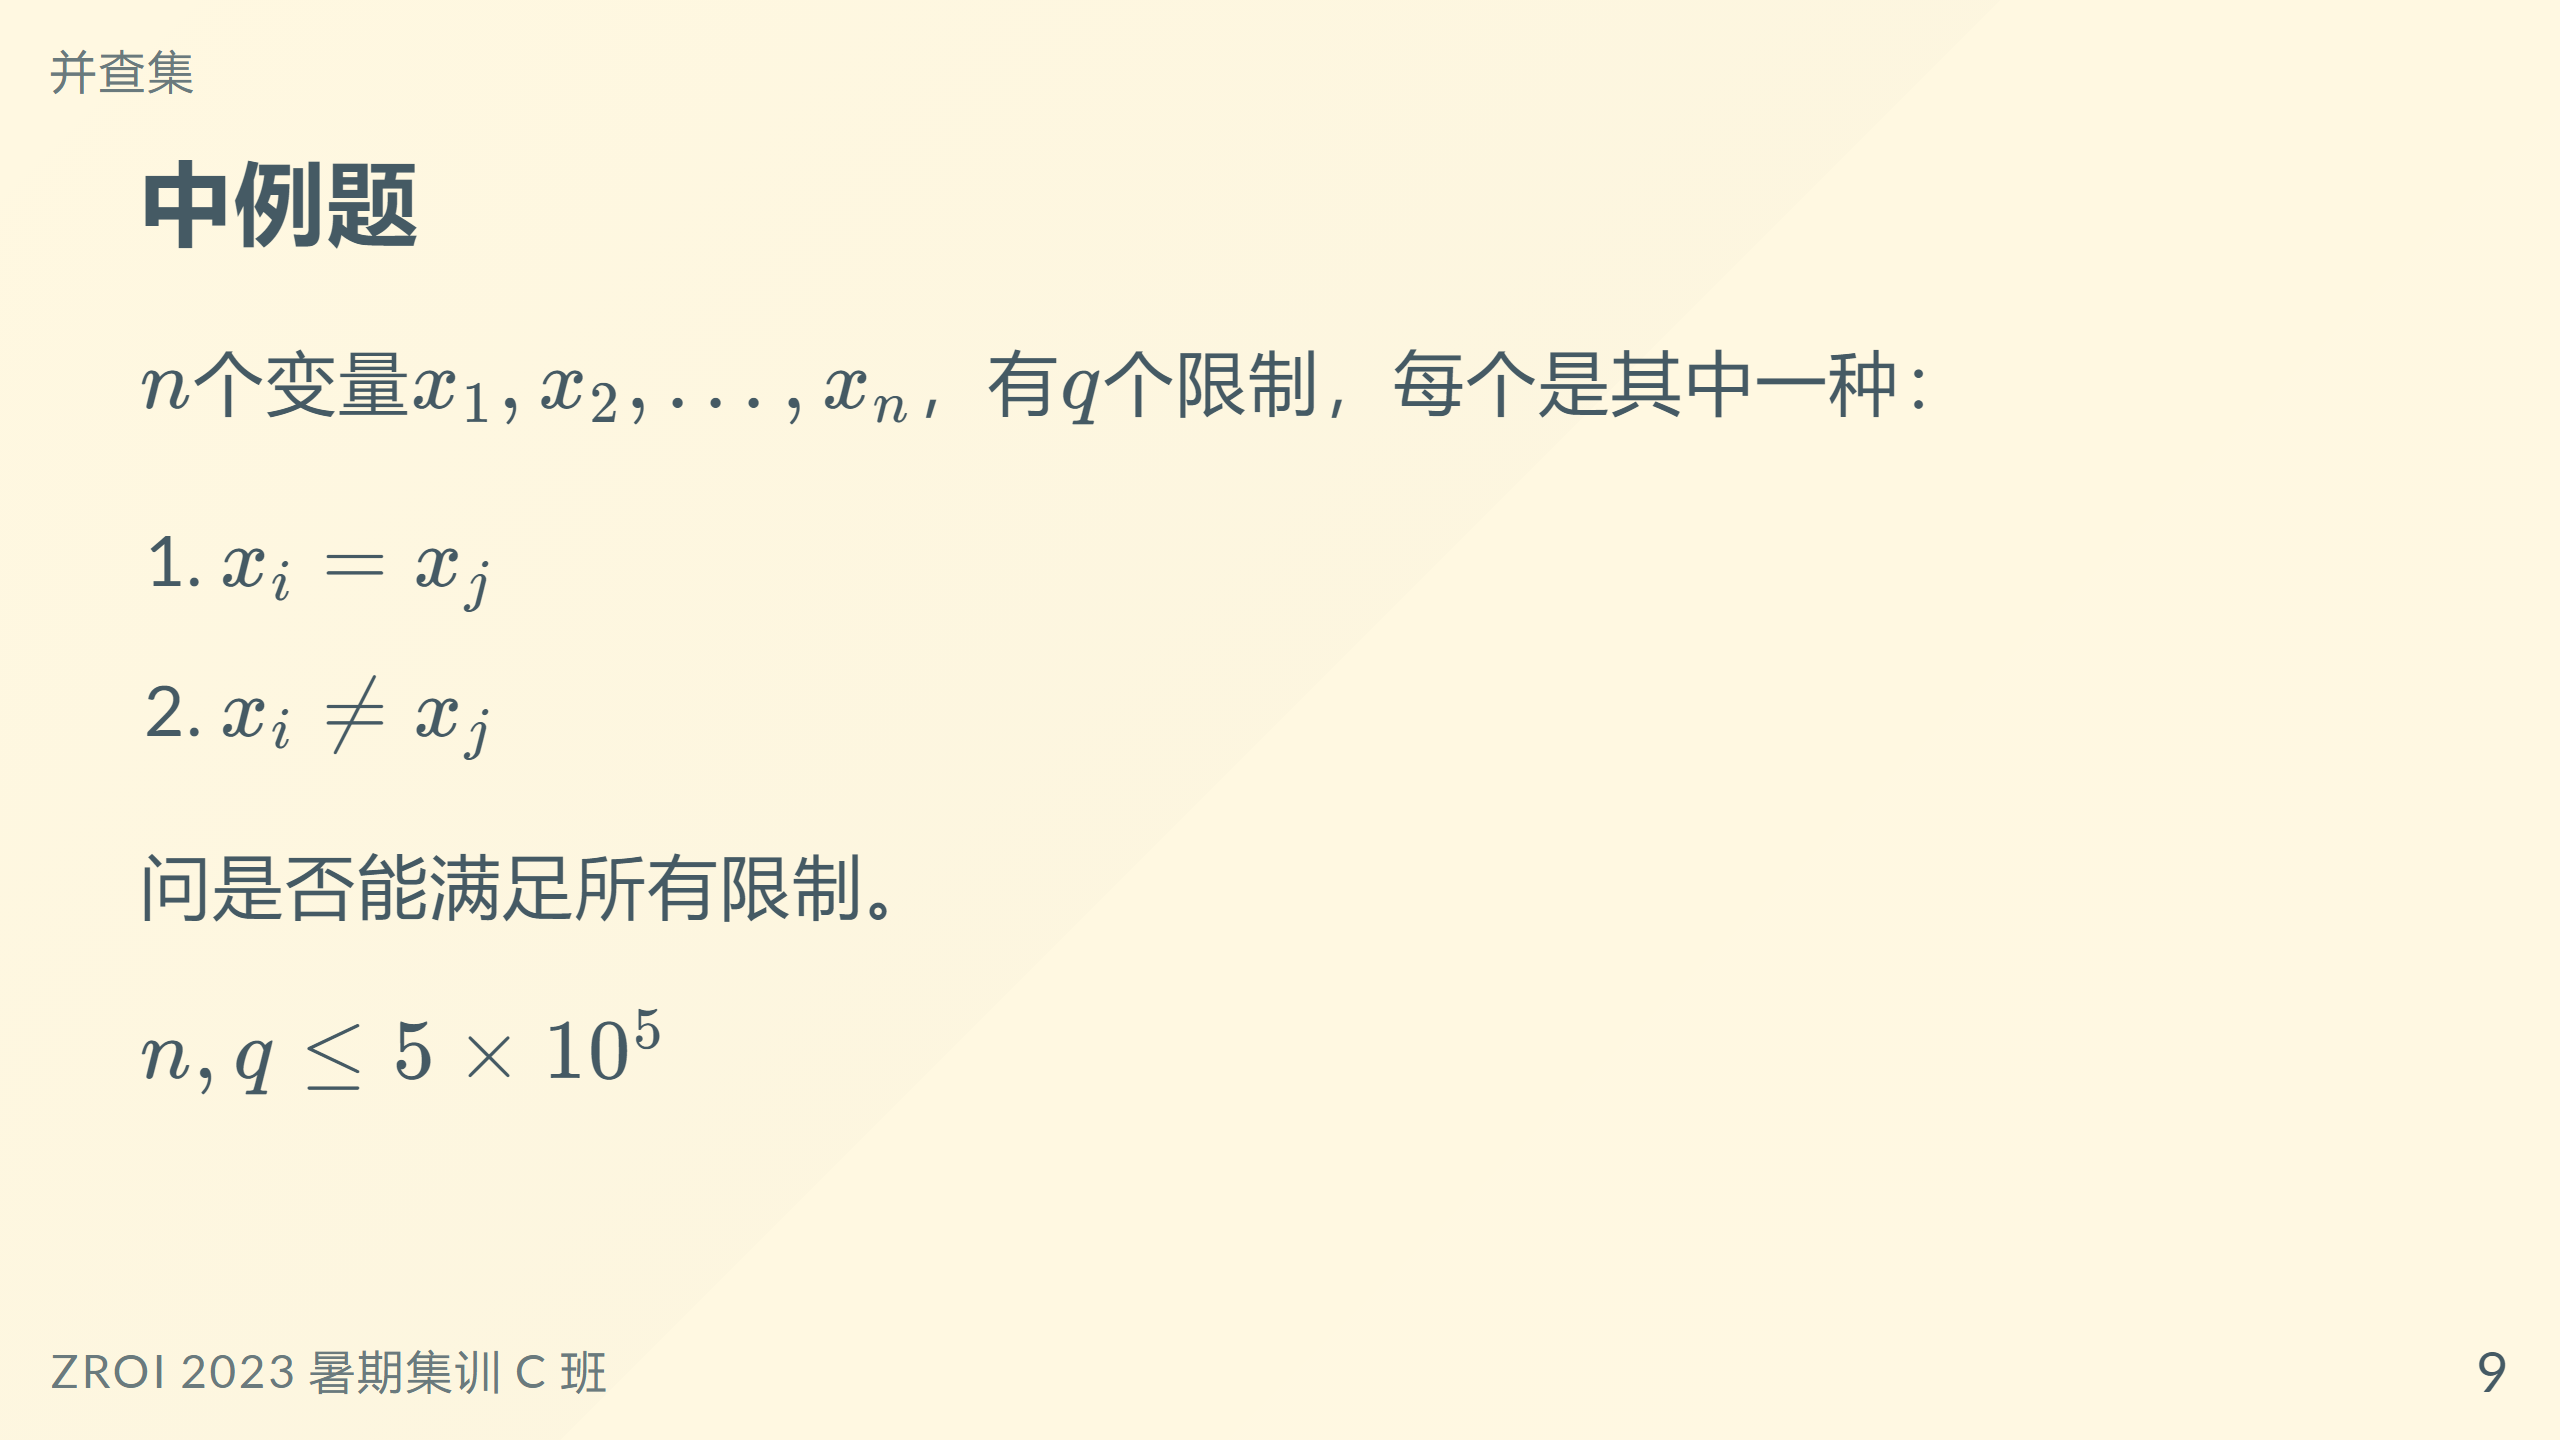 并查集
中例题
n个变量x₁, x₂, ..., xₙ，有q个限制，每个是其中一种：
1. xᵢ = xⱼ
2. xᵢ ≠ xⱼ
问是否能满足所有限制。
n, q ≤ 5 × 10⁵
ZROI 2023 暑期集训 C 班
9